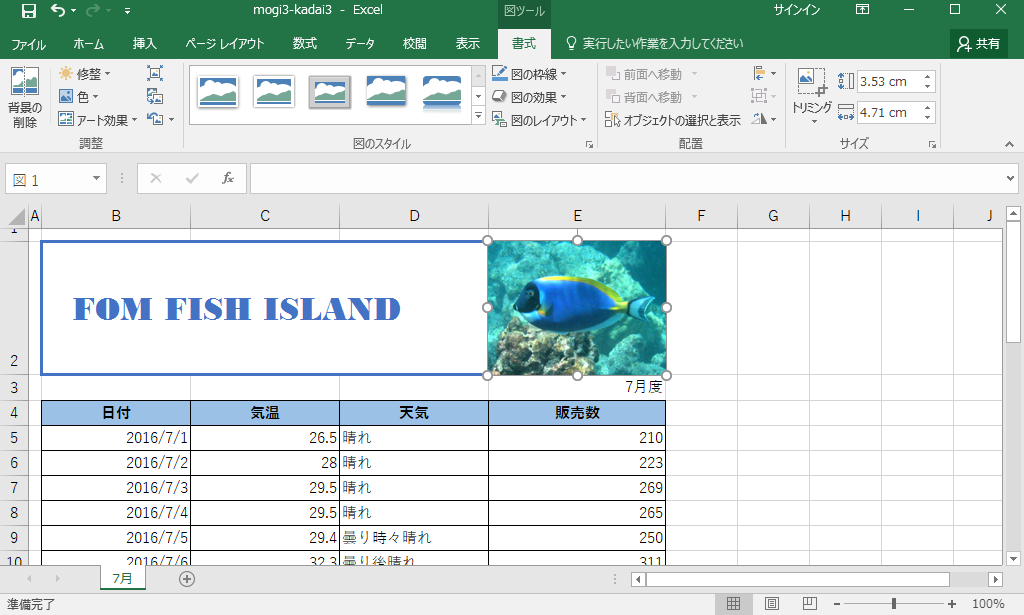 mogi3-kadai3 - Excel
図ツール
サインイン
ファイル ホーム 挿入 ページ レイアウト 数式 データ 校閲 表示 書式 実行したい作業を入力してください 共有
背景の削除
修整
色
アート効果
調整
図の枠線
図の効果
図のレイアウト
図のスタイル
前面へ移動
背面へ移動
オブジェクトの選択と表示
配置
トリミング
3.53 cm
4.71 cm
サイズ
図 1
fx
A B C D E F G H I J
1
2 FOM FISH ISLAND
3 7月度
4 日付 気温 天気 販売数
5 2016/7/1 26.5 晴れ 210
6 2016/7/2 28 晴れ 223
7 2016/7/3 29.5 晴れ 269
8 2016/7/4 29.5 晴れ 265
9 2016/7/5 29.4 曇り時々晴れ 250
10 2016/7/6 32.3 曇り後晴れ 311
7月
準備完了
100%